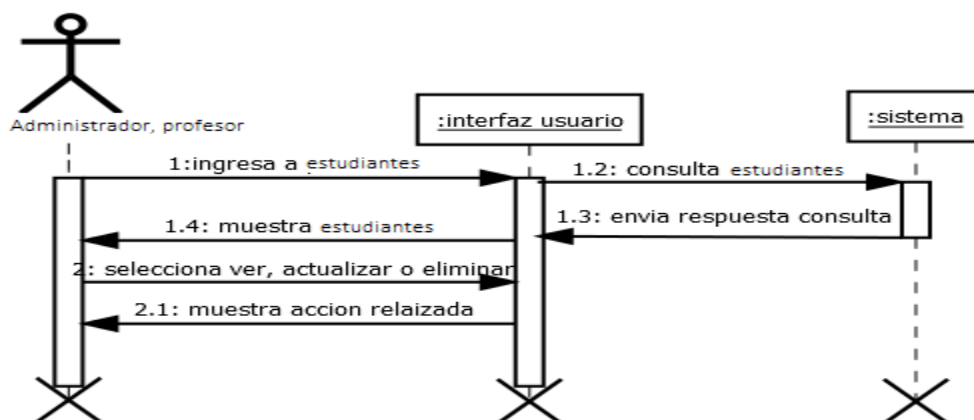 Administrador, profesor
:interfaz usuario
:sistema
1:ingresa a estudiantes
1.2: consulta estudiantes
1.3: envia respuesta consulta
1.4: muestra estudiantes
2: selecciona ver, actualizar o eliminar
2.1: muestra accion relaizada